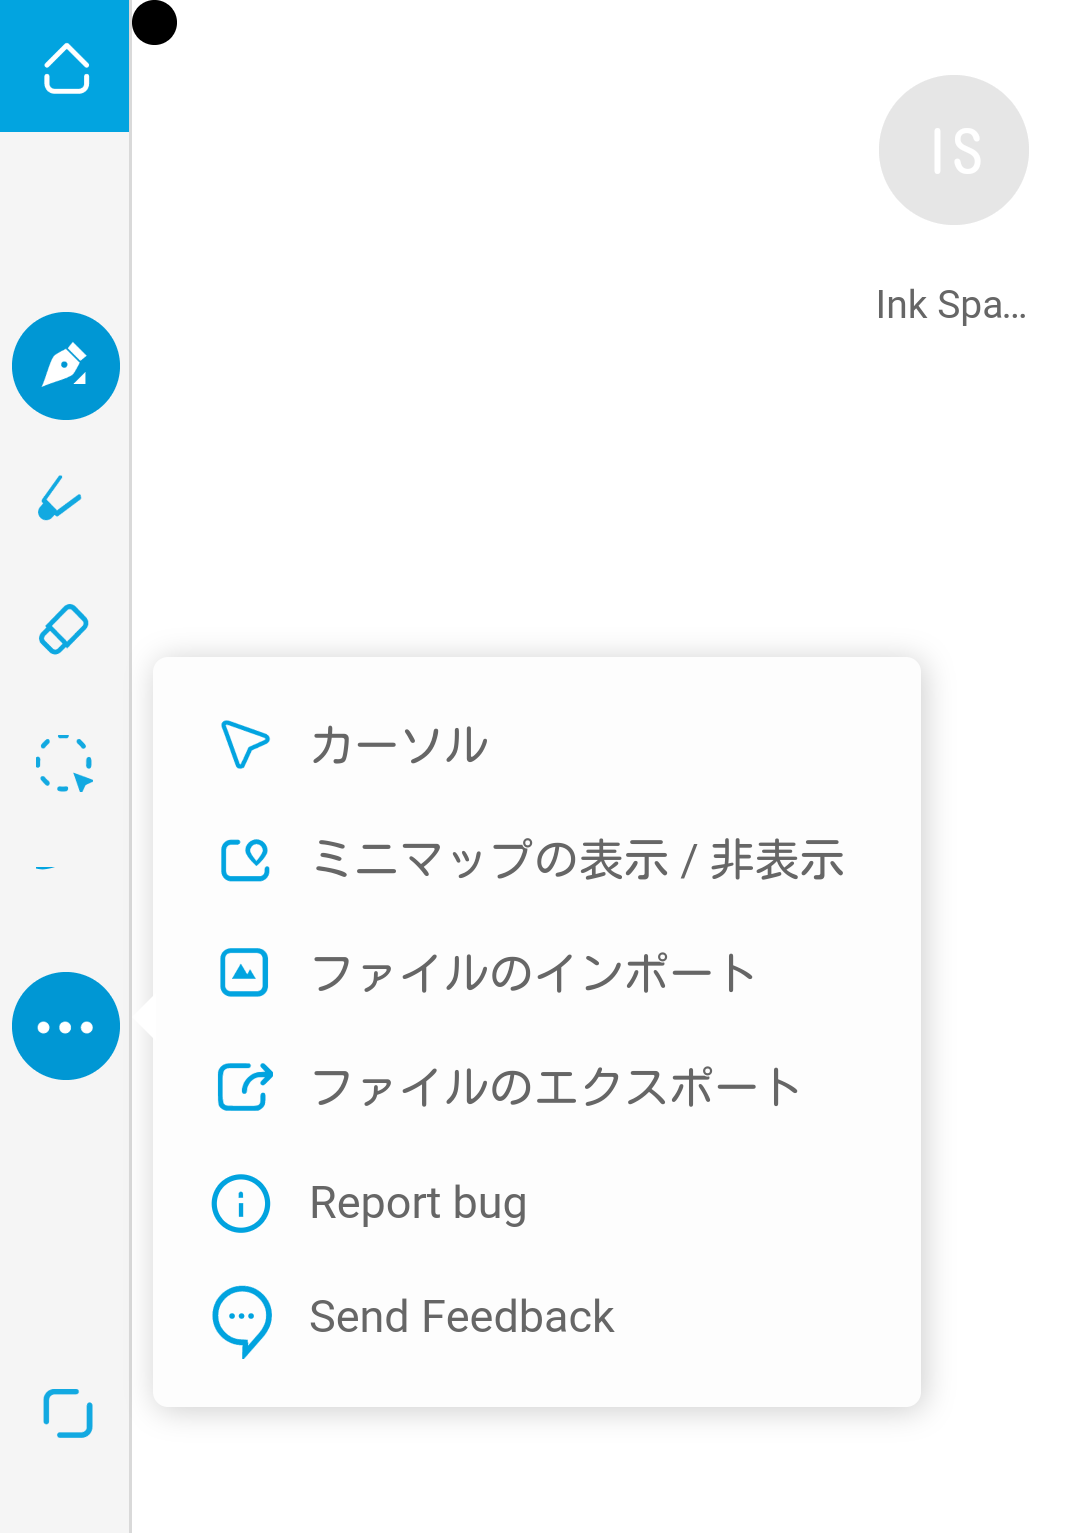 IS
Ink Spa...
カーソル
ミニマップの表示 / 非表示
ファイルのインポート
ファイルのエクスポート
Report bug
Send Feedback